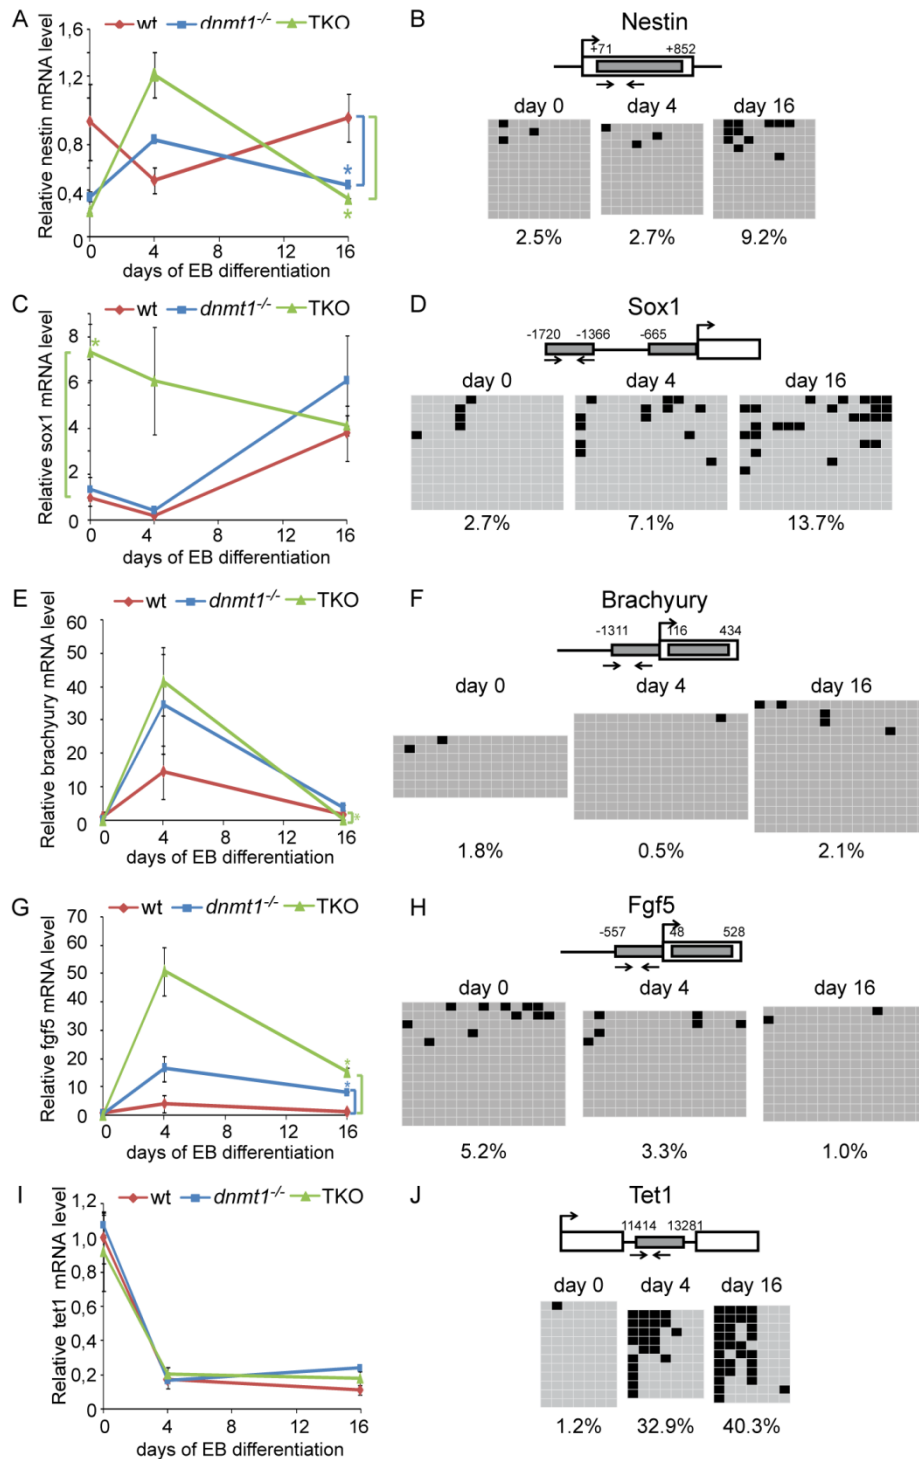 A
wt dnmt1-/- TKO
Relative nestin mRNA level
1,6
1,2
0,8
0,4
0
0 4 8 12 16
days of EB differentiation
*
*
B
Nestin
+71 +852
day 0 day 4 day 16
2.5% 2.7% 9.2%
C
wt dnmt1-/- TKO
Relative sox1 mRNA level
8
6
4
2
0
0 4 8 12 16
days of EB differentiation
*
D
Sox1
-1720 -1366 -665
day 0 day 4 day 16
2.7% 7.1% 13.7%
E
wt dnmt1-/- TKO
Relative brachyury mRNA level
60
50
40
30
20
10
0
0 4 8 12 16
days of EB differentiation
*
F
Brachyury
-1311 116 434
day 0 day 4 day 16
1.8% 0.5% 2.1%
G
wt dnmt1-/- TKO
Relative fgf5 mRNA level
70
60
50
40
30
20
10
0
0 4 8 12 16
days of EB differentiation
*
*
H
Fgf5
-557 48 528
day 0 day 4 day 16
5.2% 3.3% 1.0%
I
wt dnmt1-/- TKO
Relative tet1 mRNA level
1,2
1,0
0,6
0,4
0,2
0
0 4 8 12 16
days of EB differentiation
J
Tet1
11414 13281
day 0 day 4 day 16
1.2% 32.9% 40.3%